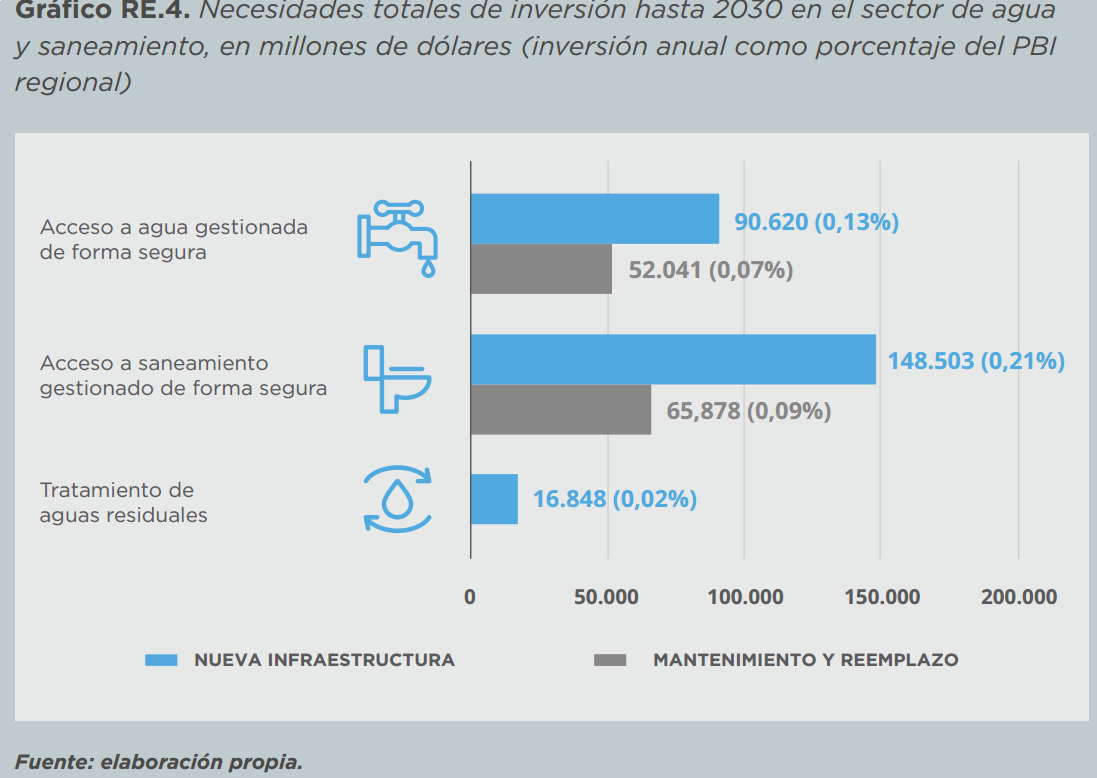 Gráfico RE.4. Necesidades totales de inversión hasta 2030 en el sector de agua
y saneamiento, en millones de dólares (inversión anual como porcentaje del PBI
regional)
Acceso a agua gestionada
de forma segura
90.620 (0,13%)
52.041 (0,07%)
Acceso a saneamiento
gestionado de forma segura
148.503 (0,21%)
65,878 (0,09%)
Tratamiento de
aguas residuales
16.848 (0,02%)
0 50.000 100.000 150.000 200.000
NUEVA INFRAESTRUCTURA MANTENIMIENTO Y REEMPLAZO
Fuente: elaboración propia.